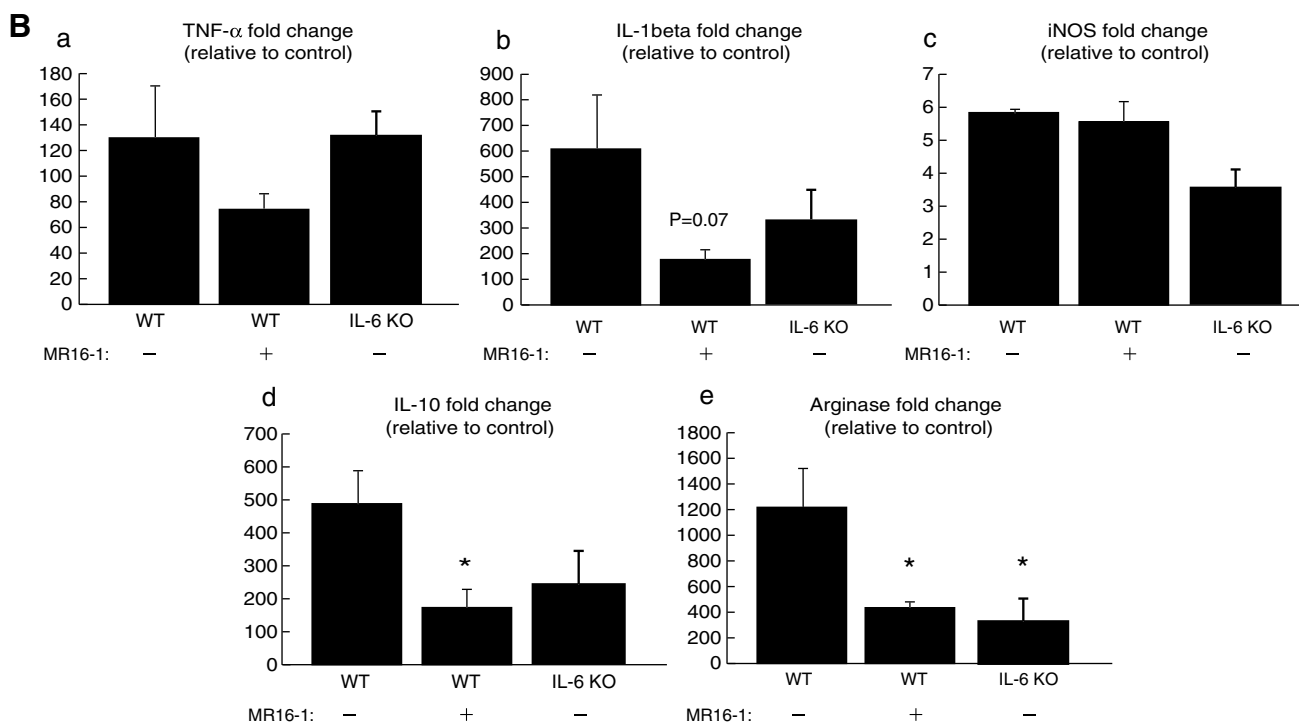 B
a
TNF-α fold change
(relative to control)
180
160
140
120
100
80
60
40
20
0
WT WT IL-6 KO
MR16-1: − + −
b
IL-1beta fold change
(relative to control)
900
800
700
600
500
400
300
200
100
0
P=0.07
WT WT IL-6 KO
MR16-1: − + −
c
iNOS fold change
(relative to control)
7
6
5
4
3
2
1
0
WT WT IL-6 KO
MR16-1: − + −
d
IL-10 fold change
(relative to control)
700
600
500
400
300
200
100
0
*
WT WT IL-6 KO
MR16-1: − + −
e
Arginase fold change
(relative to control)
1800
1600
1400
1200
1000
800
600
400
200
0
* *
WT WT IL-6 KO
MR16-1: − + −